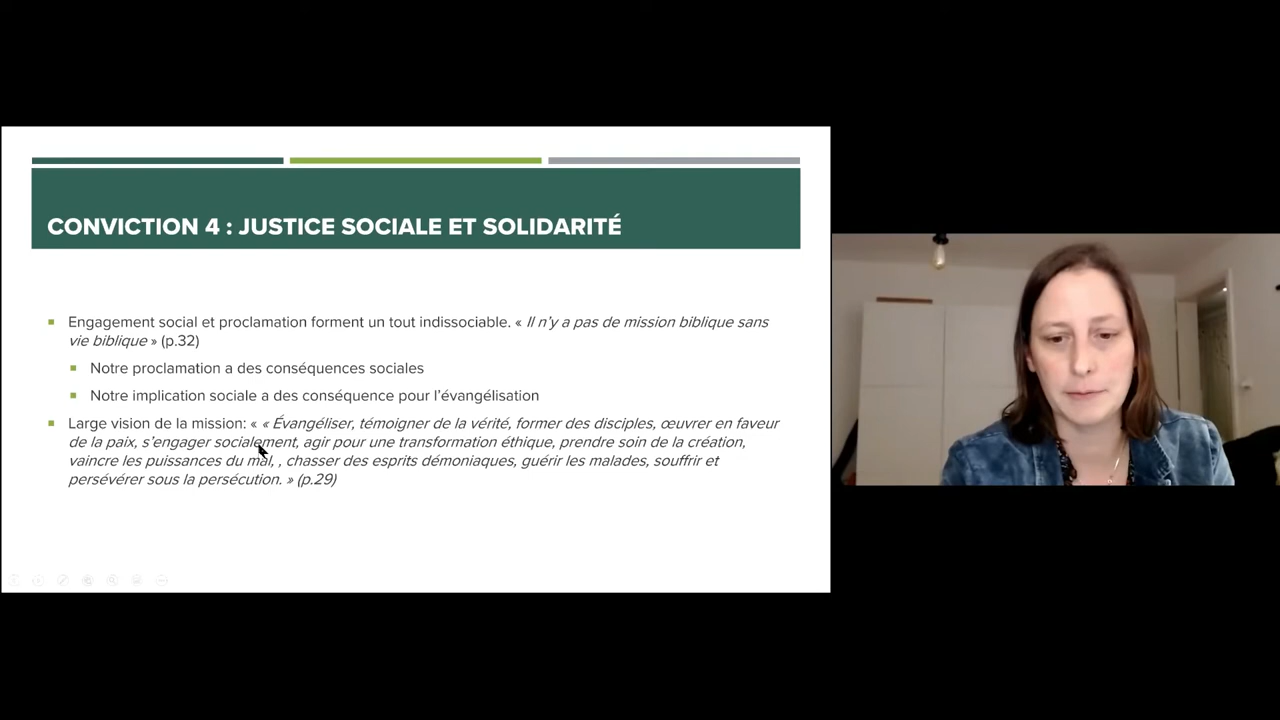 CONVICTION 4 : JUSTICE SOCIALE ET SOLIDARITÉ
Engagement social et proclamation forment un tout indissociable. « Il n'y a pas de mission biblique sans
vie biblique » (p.32)
Notre proclamation a des conséquences sociales
Notre implication sociale a des conséquence pour l'évangélisation
Large vision de la mission: « « Évangéliser, témoigner de la vérité, former des disciples, œuvrer en faveur
de la paix, s'engager socialement, agir pour une transformation éthique, prendre soin de la création,
vaincre les puissances du mal, , chasser des esprits démoniaques, guérir les malades, souffrir et
persévérer sous la persécution. » (p.29)